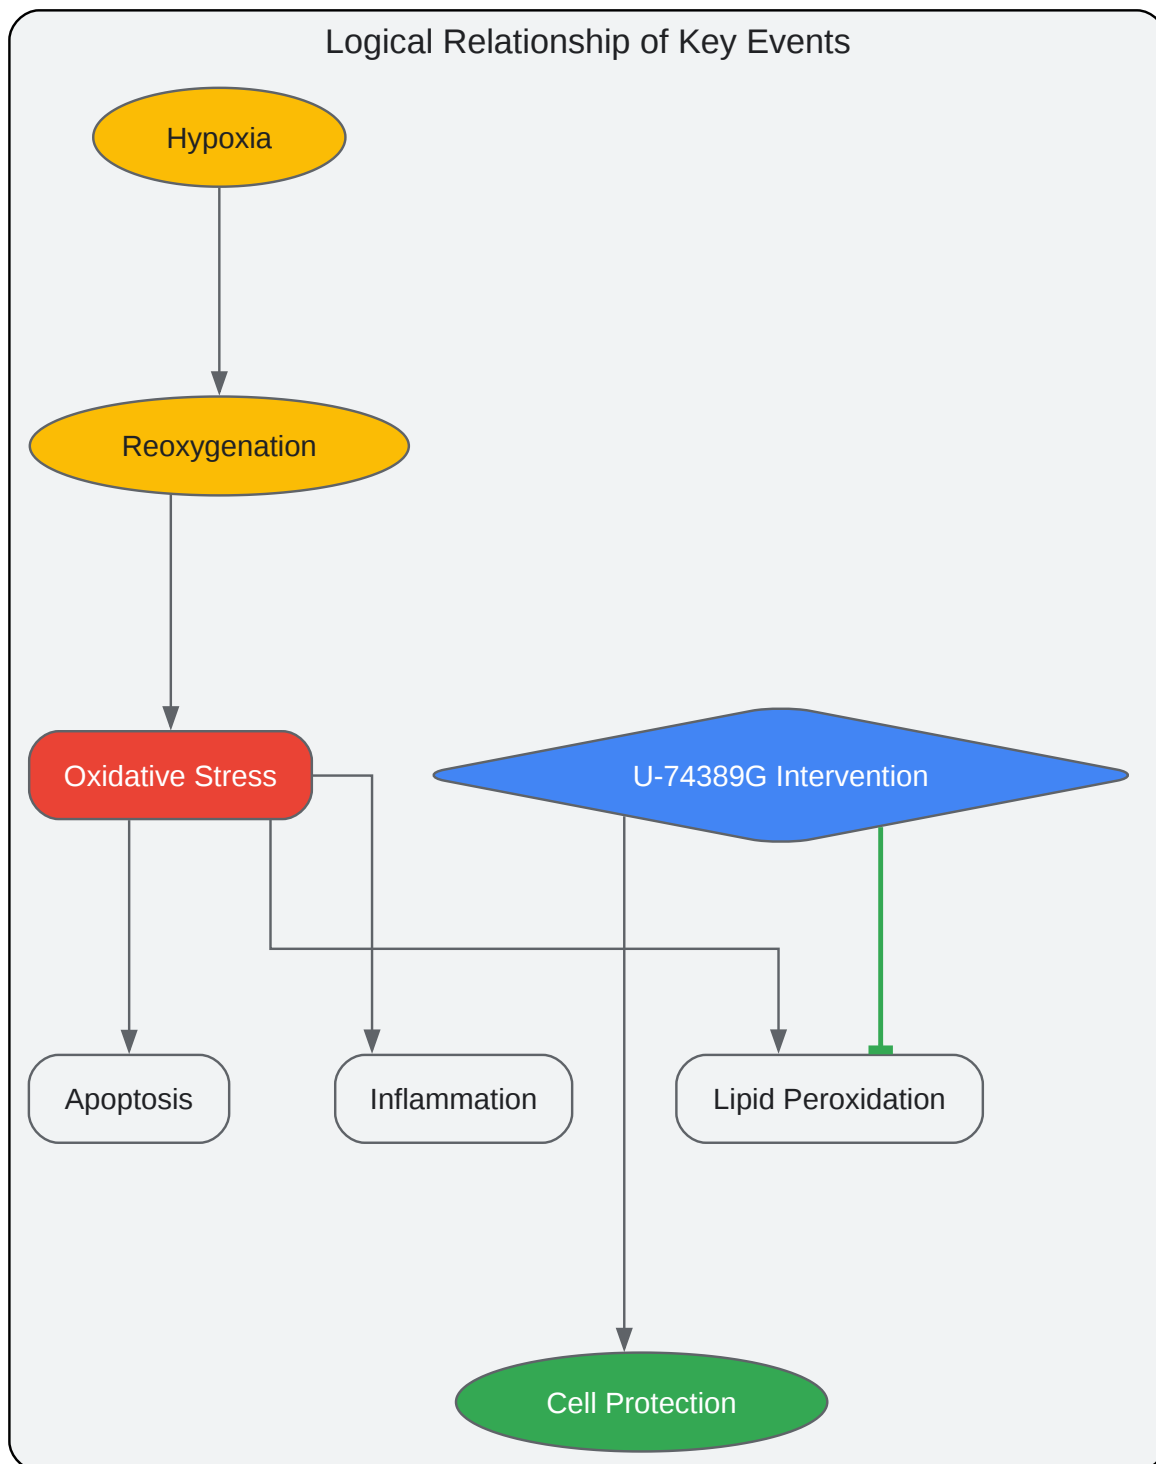 Logical Relationship of Key Events
Hypoxia
Reoxygenation
Oxidative Stress
U-74389G Intervention
Apoptosis
Inflammation
Lipid Peroxidation
Cell Protection